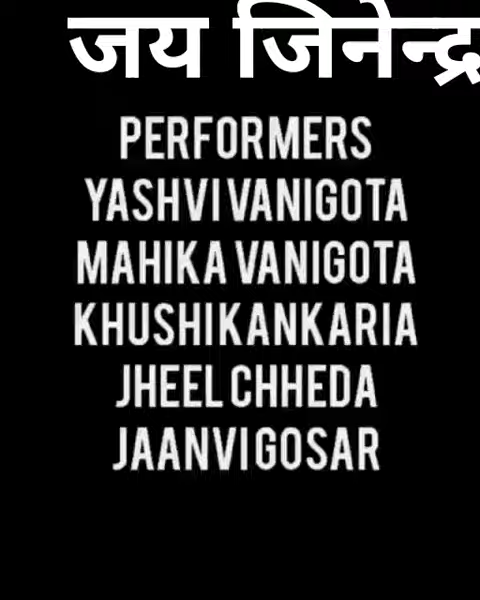 जय जिनेन्द्र
PERFORMERS
YASHVI VANIGOTA
MAHIKA VANIGOTA
KHUSHI KANKARIA
JHEEL CHHEDA
JAANVI GOSAR